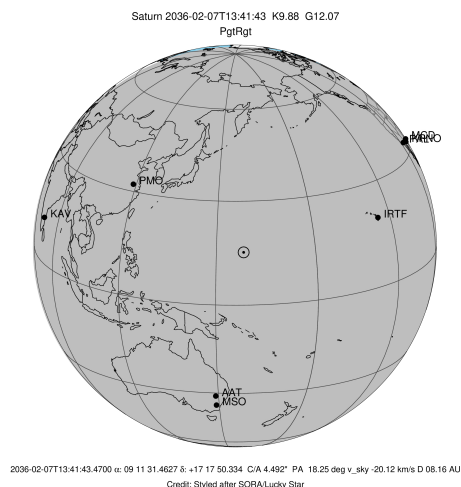 Saturn 2036-02-07T13:41:43 K9.88 G12.07
PgtRgt
MCD
PMO
KAV
IRTF
AAT
MSO
2036-02-07T13:41:43.4700 α: 09 11 31.4627 δ: +17 17 50.334 C/A 4.492" PA 18.25 deg v_sky -20.12 km/s D 08.16 AU
Credit: Styled after SORA/Lucky Star